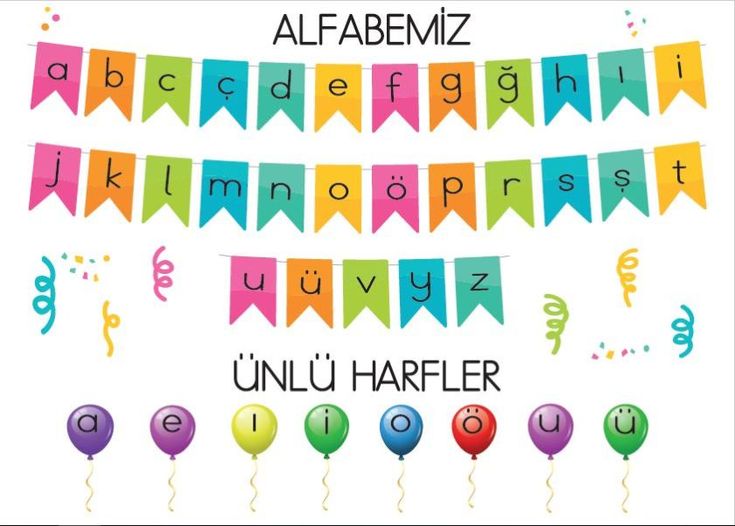 ALFABEMİZ
a b c ç d e f g ğ h ı i
j k l m n o ö p r s ş t
u ü v y z
ÜNLÜ HARFLER
a e ı i o ö u ü